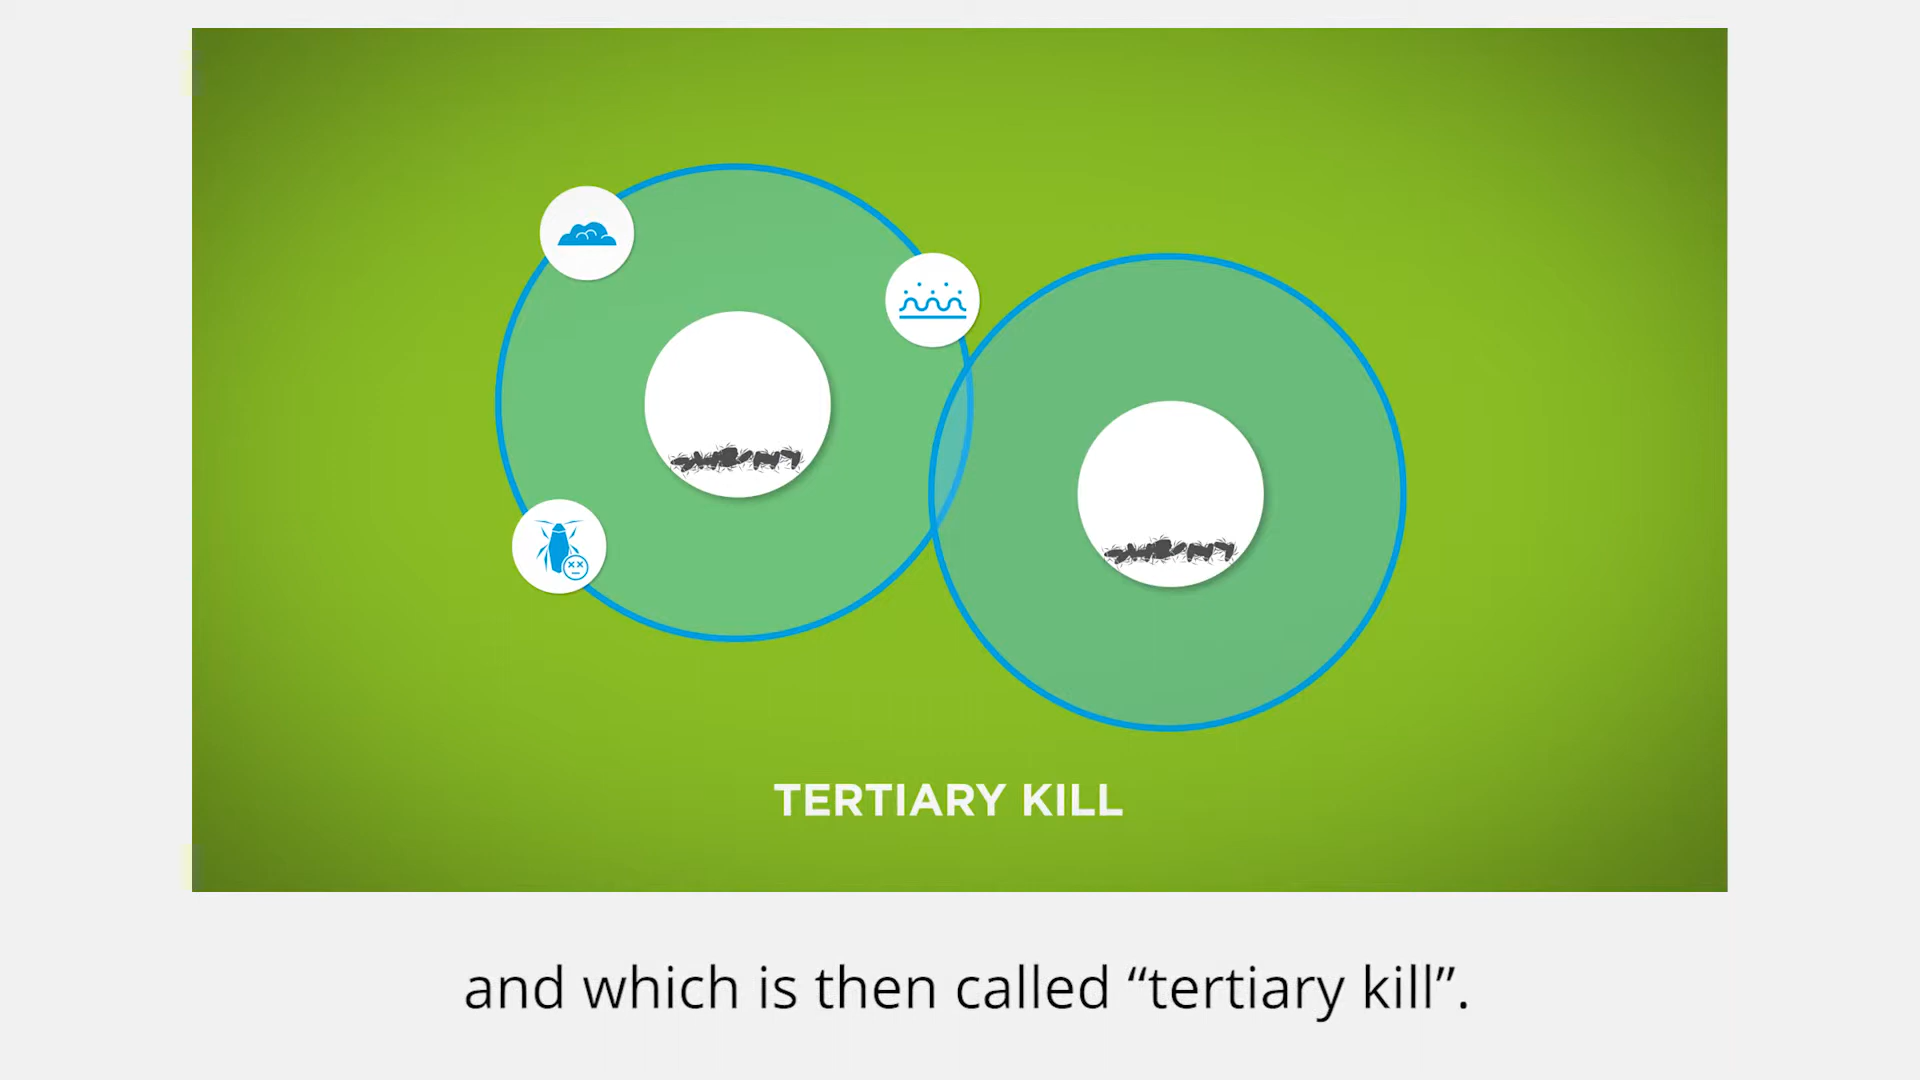 TERTIARY KILL
and which is then called “tertiary kill”.